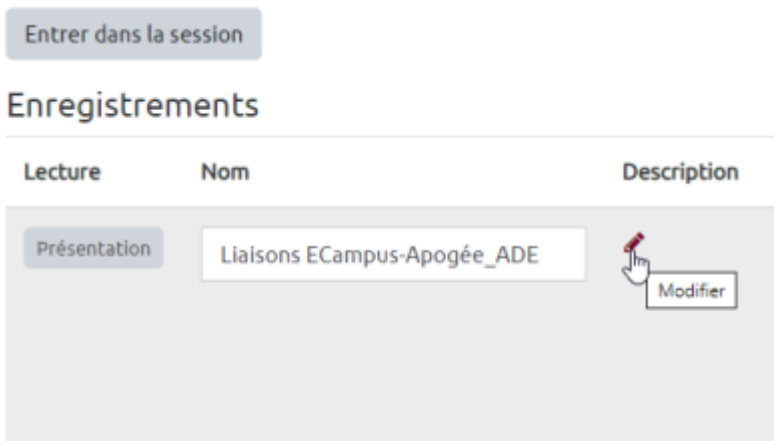 Entrer dans la session
Enregistrements
Lecture Nom Description
Présentation Liaisons ECampus-Apogée_ADE
Modifier